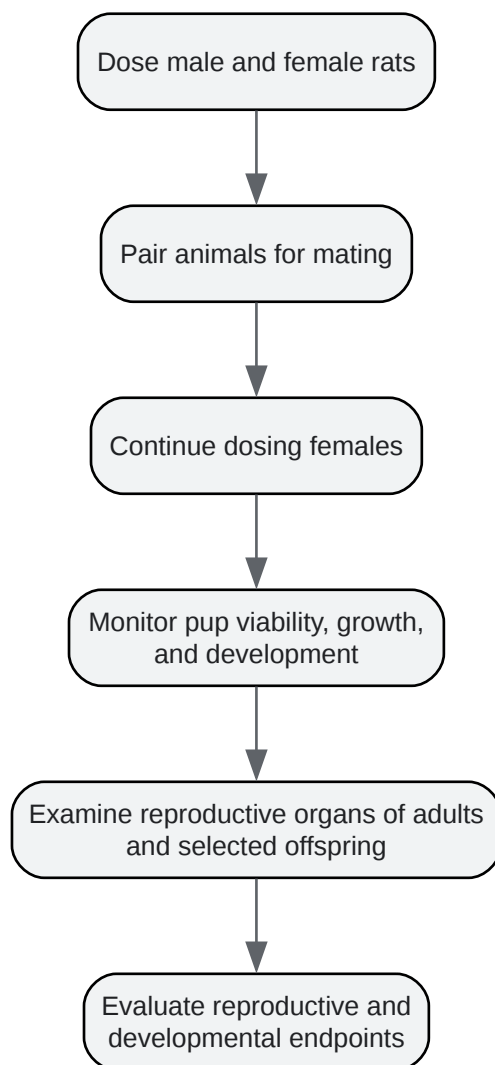 Dose male and female rats
Pair animals for mating
Continue dosing females
Monitor pup viability, growth,
and development
Examine reproductive organs of adults
and selected offspring
Evaluate reproductive and
developmental endpoints